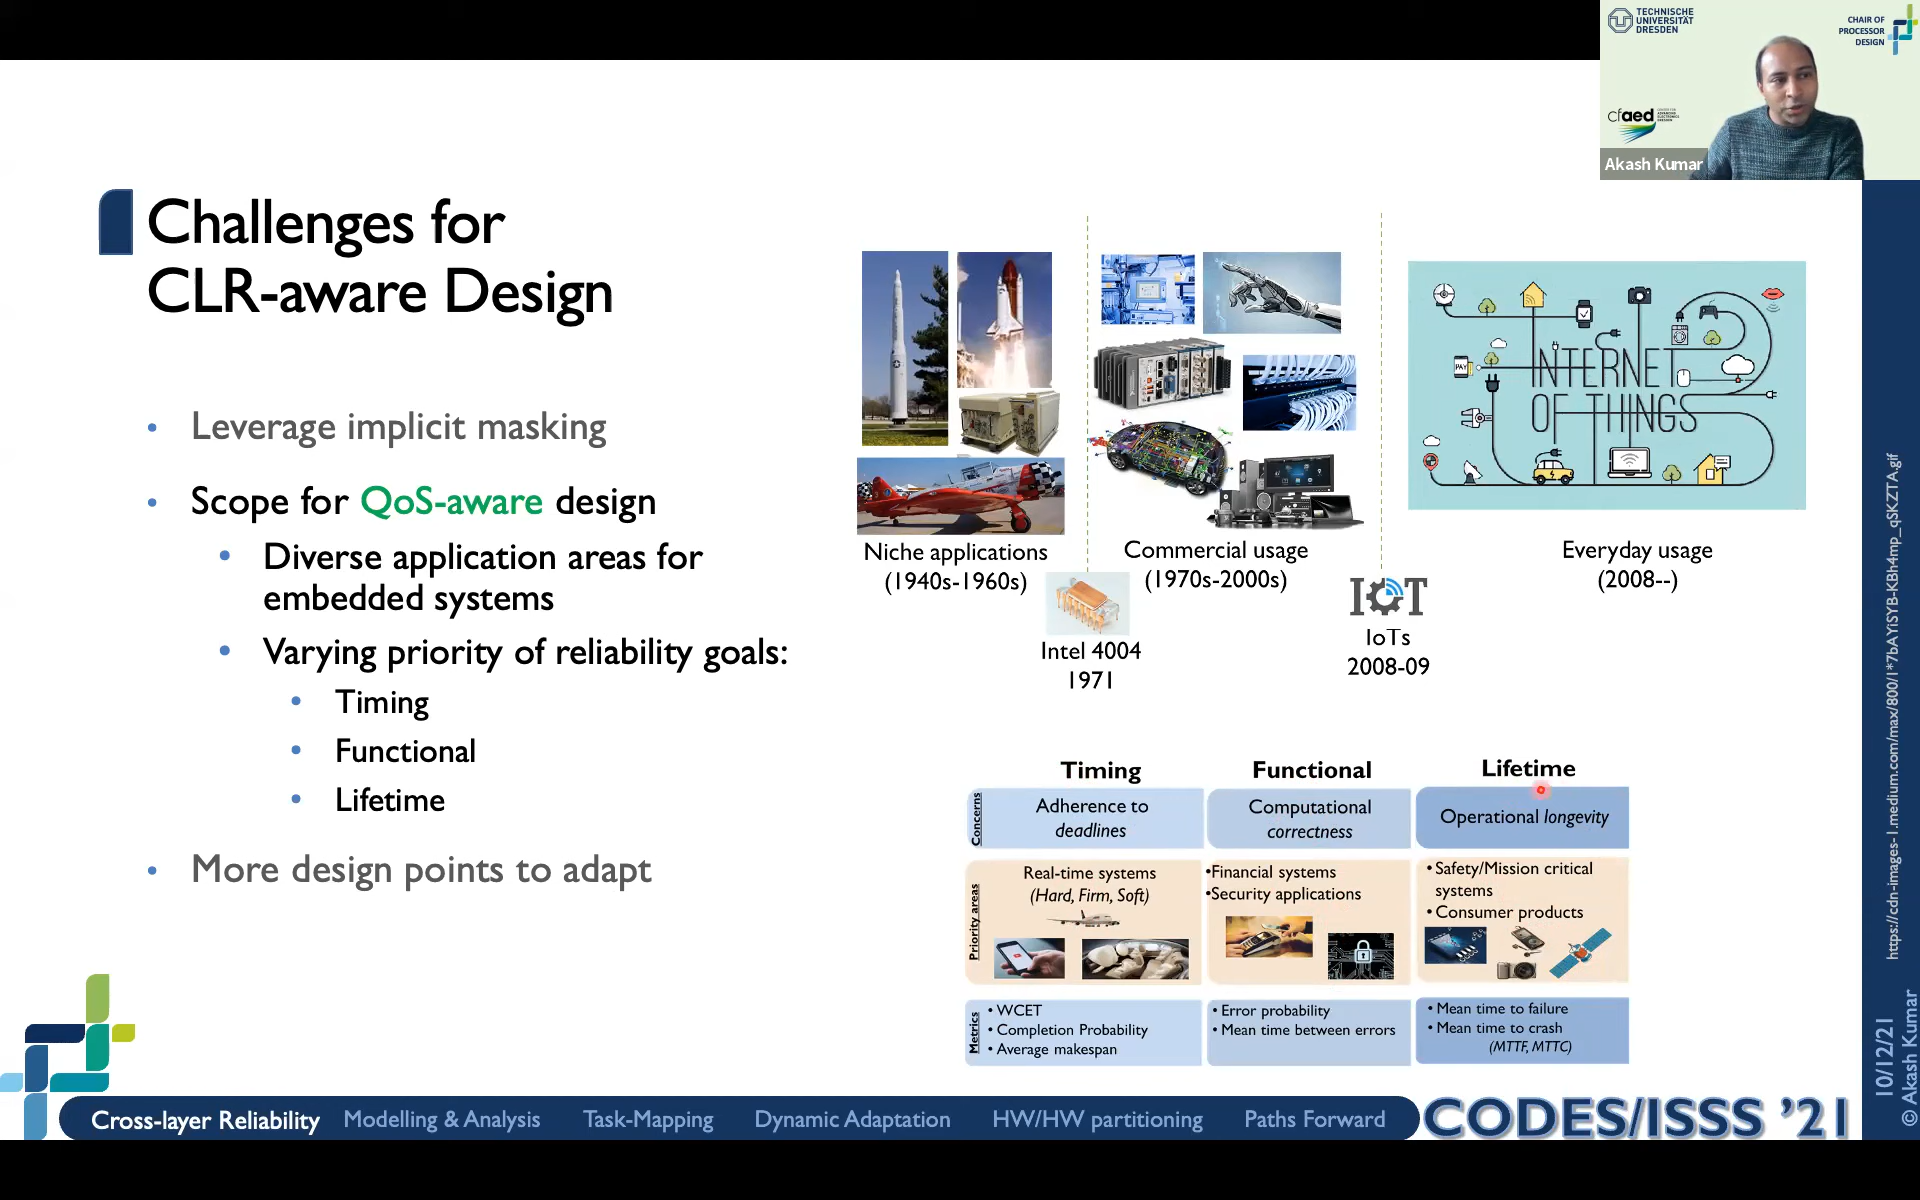 TECHNISCHE
UNIVERSITÄT
DRESDEN
CHAIR OF
PROCESSOR
DESIGN
cfaed
Akash Kumar
Challenges for
CLR-aware Design
• Leverage implicit masking
• Scope for QoS-aware design
• Diverse application areas for
embedded systems
• Varying priority of reliability goals:
• Timing
• Functional
• Lifetime
• More design points to adapt
Niche applications
(1940s-1960s)
Commercial usage
(1970s-2000s)
PAY
INTERNET
OF THINGS
Everyday usage
(2008--)
Intel 4004
1971
IOT
IoTs
2008-09
Timing
Functional
Lifetime
Concerns
Adherence to
deadlines
Computational
correctness
Operational longevity
Priority areas
Real-time systems
(Hard, Firm, Soft)
•Financial systems
•Security applications
• Safety/Mission critical
systems
• Consumer products
Metrics
• WCET
• Completion Probability
• Average makespan
• Error probability
• Mean time between errors
• Mean time to failure
• Mean time to crash
(MTTF, MTTC)
https://cdn-images-1.medium.com/max/800/1*7bAYiSYB-KBh4mp_qSKZTA.gif
10/12/21
© Akash Kumar
Cross-layer Reliability Modelling & Analysis Task-Mapping Dynamic Adaptation HW/HW partitioning Paths Forward
CODES/ISSS ’21